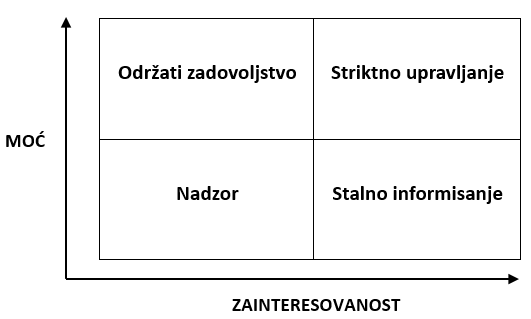 Održati zadovoljstvo
Striktno upravljanje
MOĆ
Nadzor
Stalno informisanje
ZAINTERESOVANOST